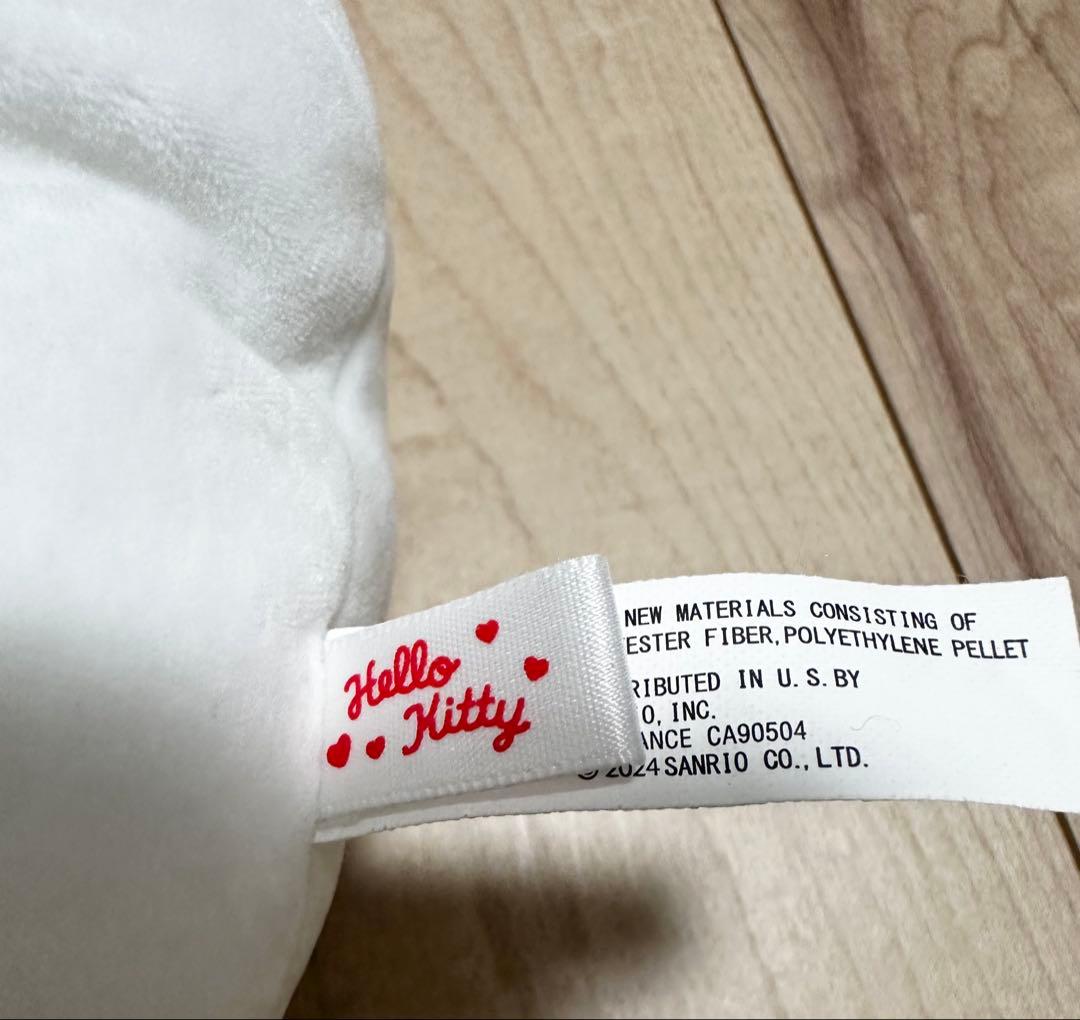 Hello
Kitty
NEW MATERIALS CONSISTING OF
ESTER FIBER, POLYETHYLENE PELLET
RIBUTED IN U. S. BY
O, INC.
ANCE CA90504
© 2024 SANRIO CO., LTD.